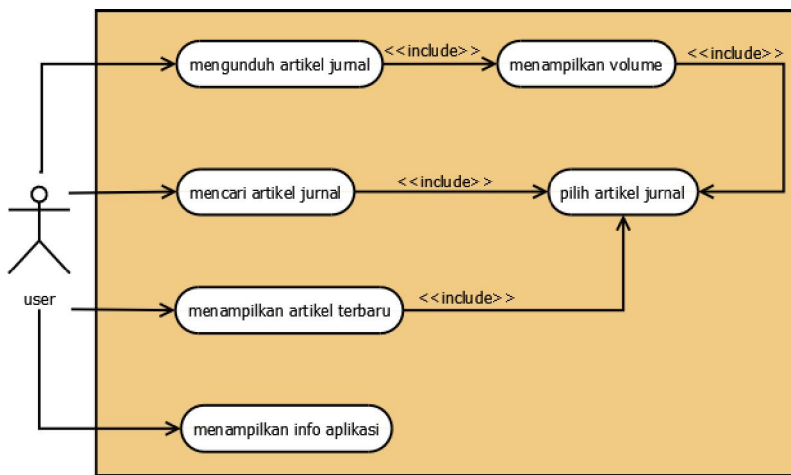 mengunduh artikel jurnal
<<include>>
menampilkan volume
<<include>>
mencari artikel jurnal
<<include>>
pilih artikel jurnal
user
menampilkan artikel terbaru
<<include>>
menampilkan info aplikasi